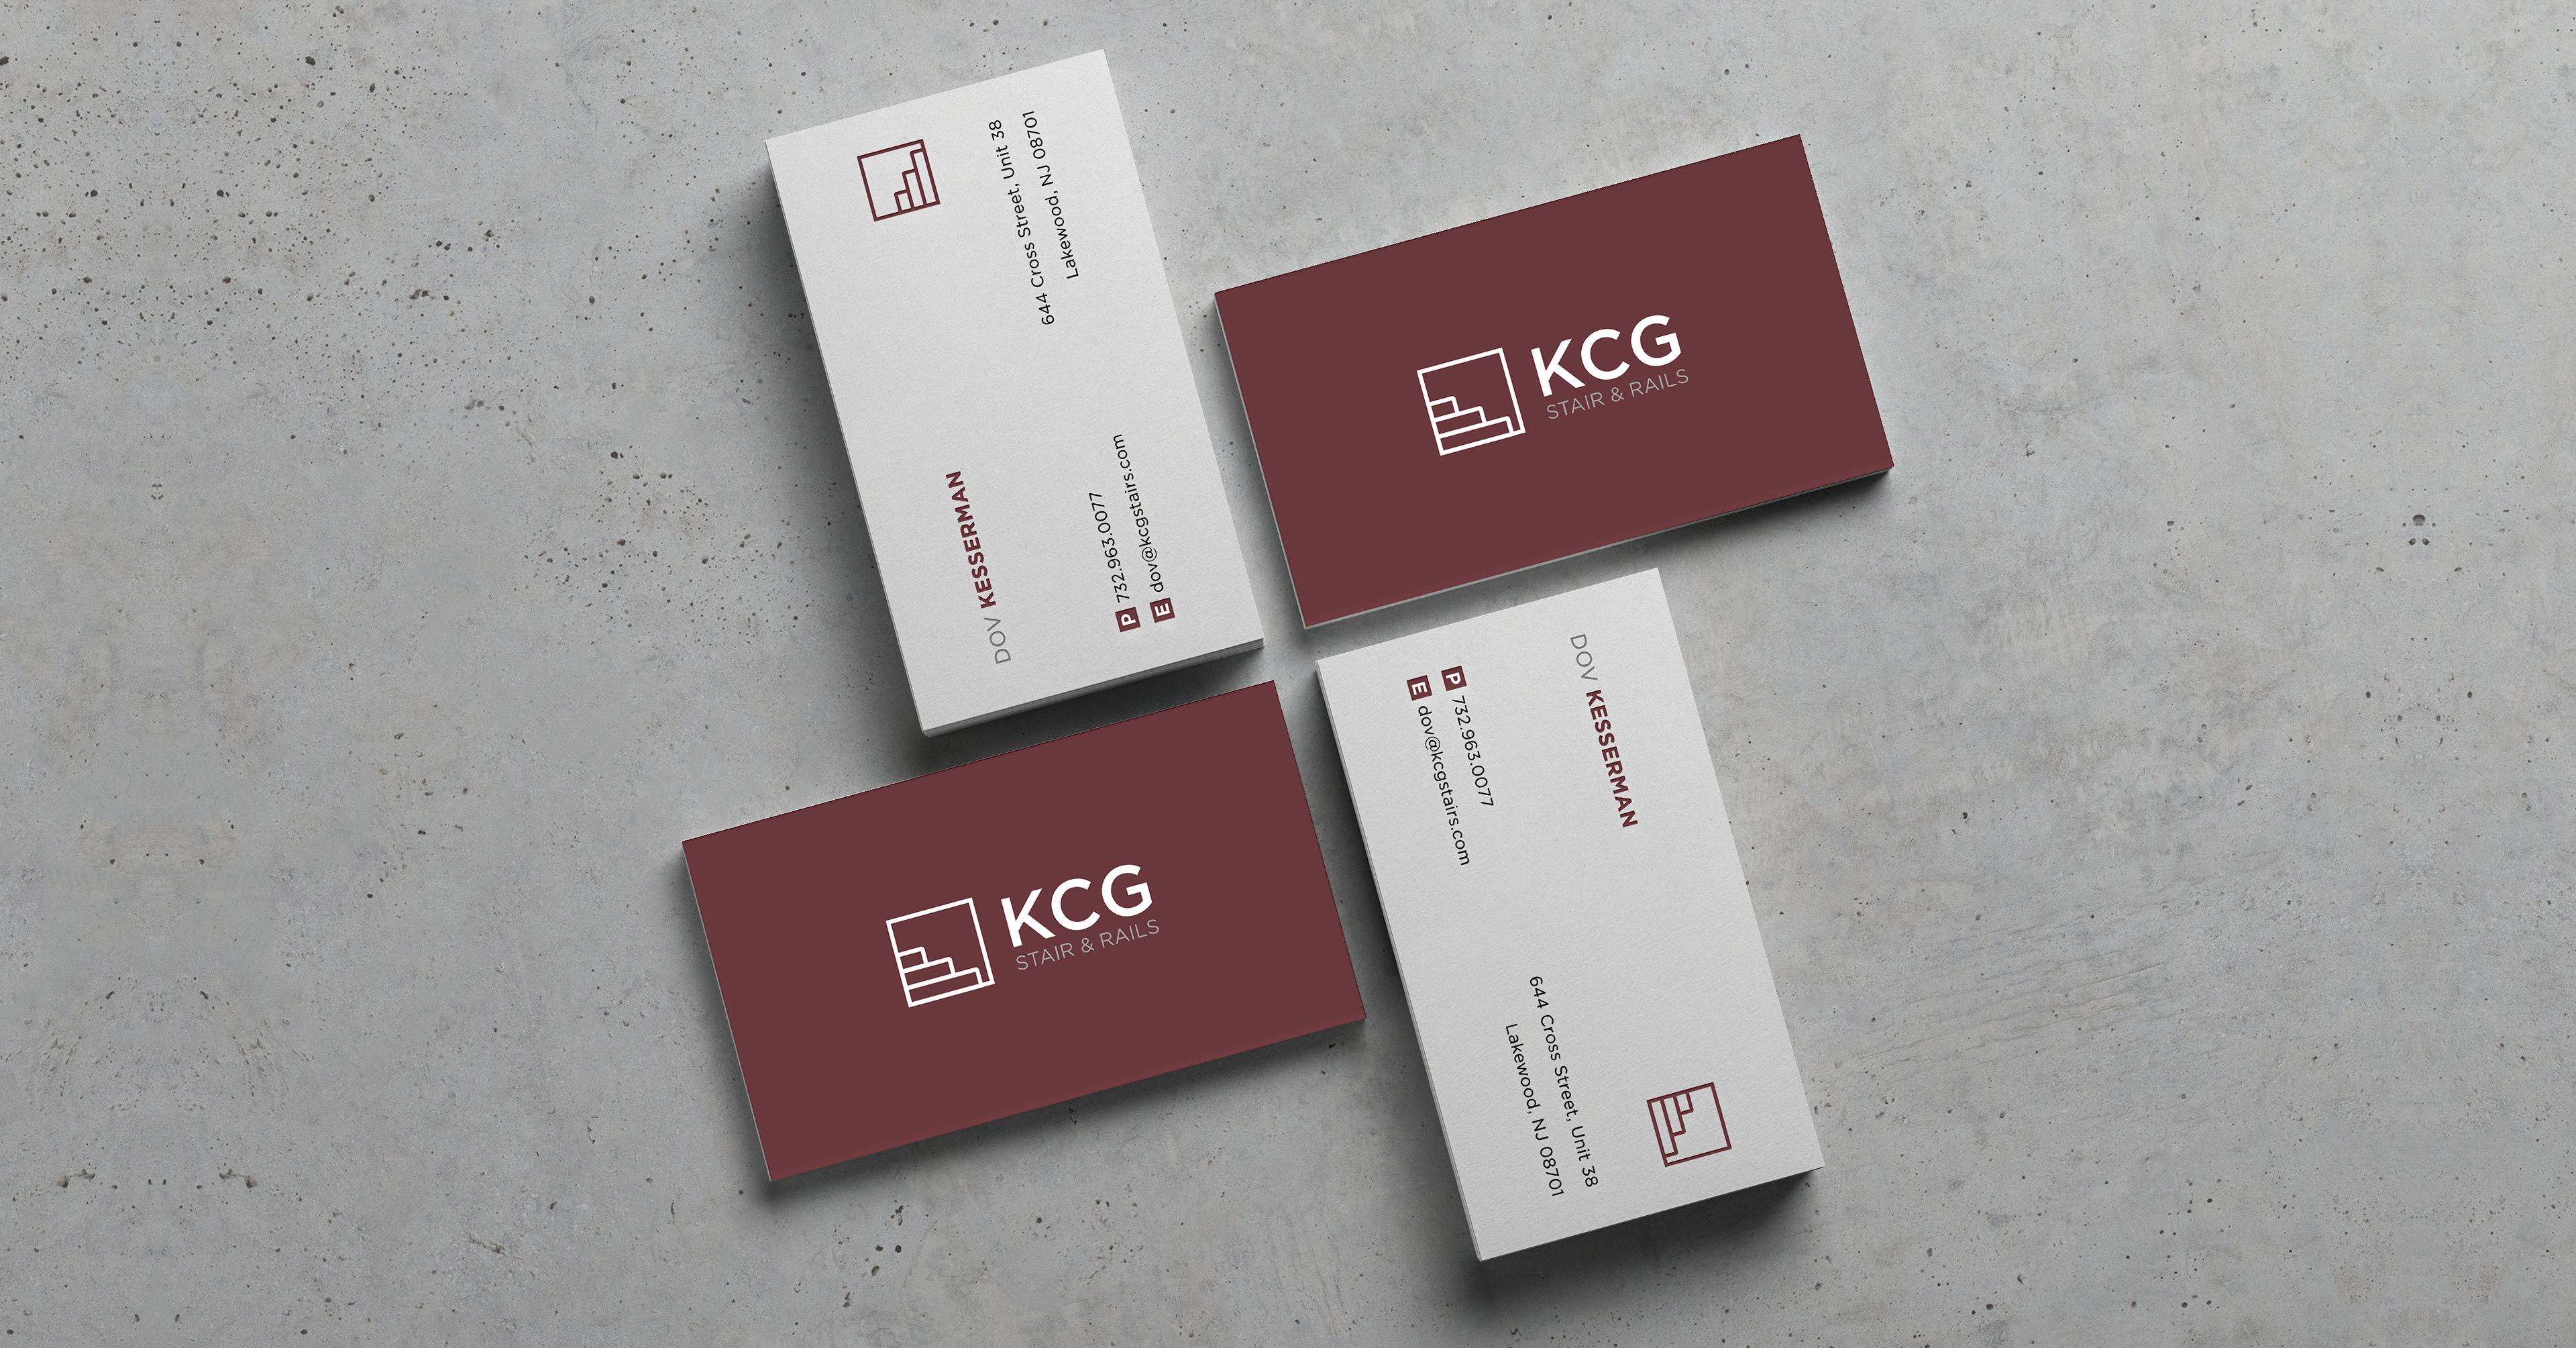 DOV KESSERMAN
P 732.963.0077
E dov@kcgstairs.com
644 Cross Street, Unit 38
Lakewood, NJ 08701
KCG
STAIR & RAILS
KCG
STAIR & RAILS
DOV KESSERMAN
P 732.963.0077
E dov@kcgstairs.com
644 Cross Street, Unit 38
Lakewood, NJ 08701